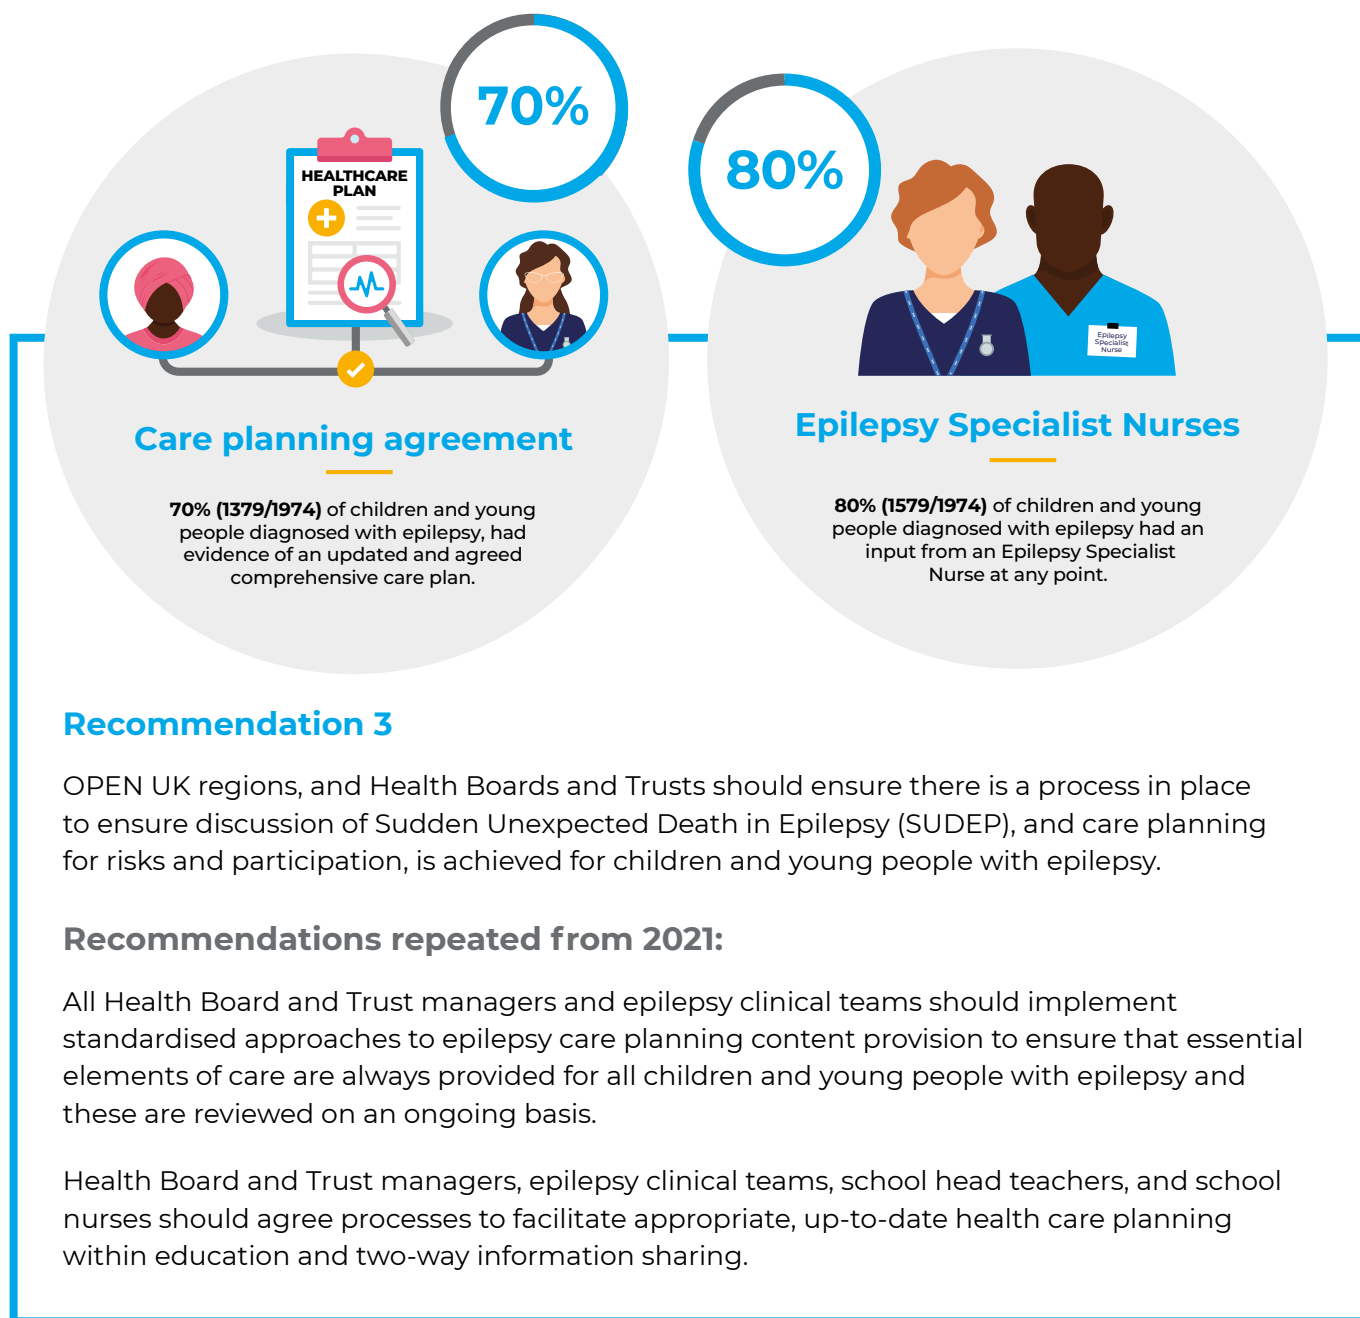 70%
80%
HEALTHCARE
PLAN
Epilepsy
Specialist
Nurse
Care planning agreement
70% (1379/1974) of children and young
people diagnosed with epilepsy, had
evidence of an updated and agreed
comprehensive care plan.
Epilepsy Specialist Nurses
80% (1579/1974) of children and young
people diagnosed with epilepsy had an
input from an Epilepsy Specialist
Nurse at any point.
Recommendation 3
OPEN UK regions, and Health Boards and Trusts should ensure there is a process in place
to ensure discussion of Sudden Unexpected Death in Epilepsy (SUDEP), and care planning
for risks and participation, is achieved for children and young people with epilepsy.
Recommendations repeated from 2021:
All Health Board and Trust managers and epilepsy clinical teams should implement
standardised approaches to epilepsy care planning content provision to ensure that essential
elements of care are always provided for all children and young people with epilepsy and
these are reviewed on an ongoing basis.
Health Board and Trust managers, epilepsy clinical teams, school head teachers, and school
nurses should agree processes to facilitate appropriate, up-to-date health care planning
within education and two-way information sharing.